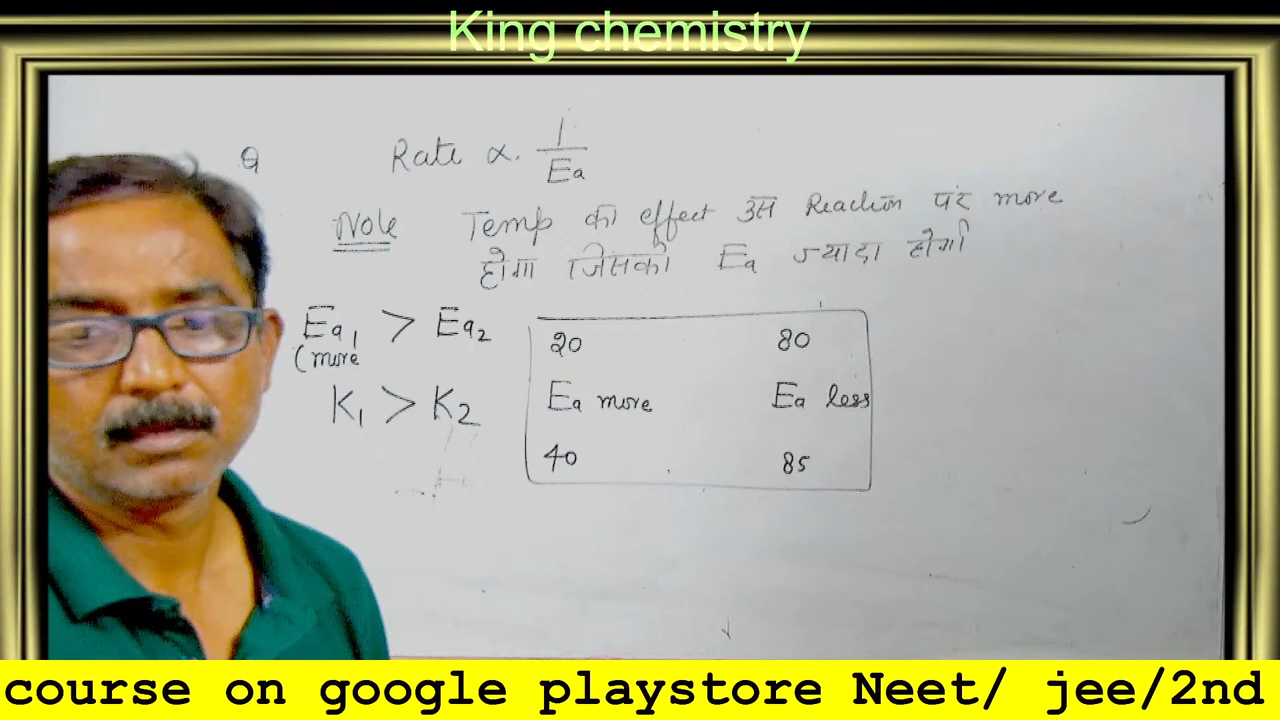 King chemistry
Q
Rate ∝. 1/Ea
Note Temp का effect उस Reaction पर more
होगा जिसकी Ea ज्यादा होगी
Ea1 > Ea2
(more
K1 > K2
20 80
Ea more Ea less
40 85
course on google playstore Neet/ jee/2nd